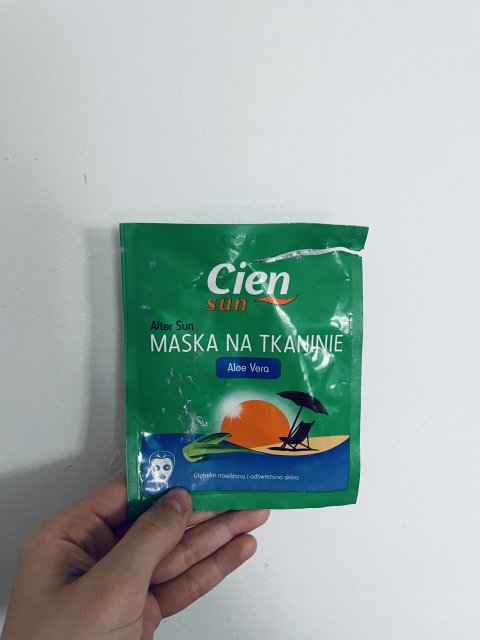 Cien
sun
After Sun
MASKA NA TKANINIE
Aloe Vera
Głęboko nawilżona i odświeżona skóra